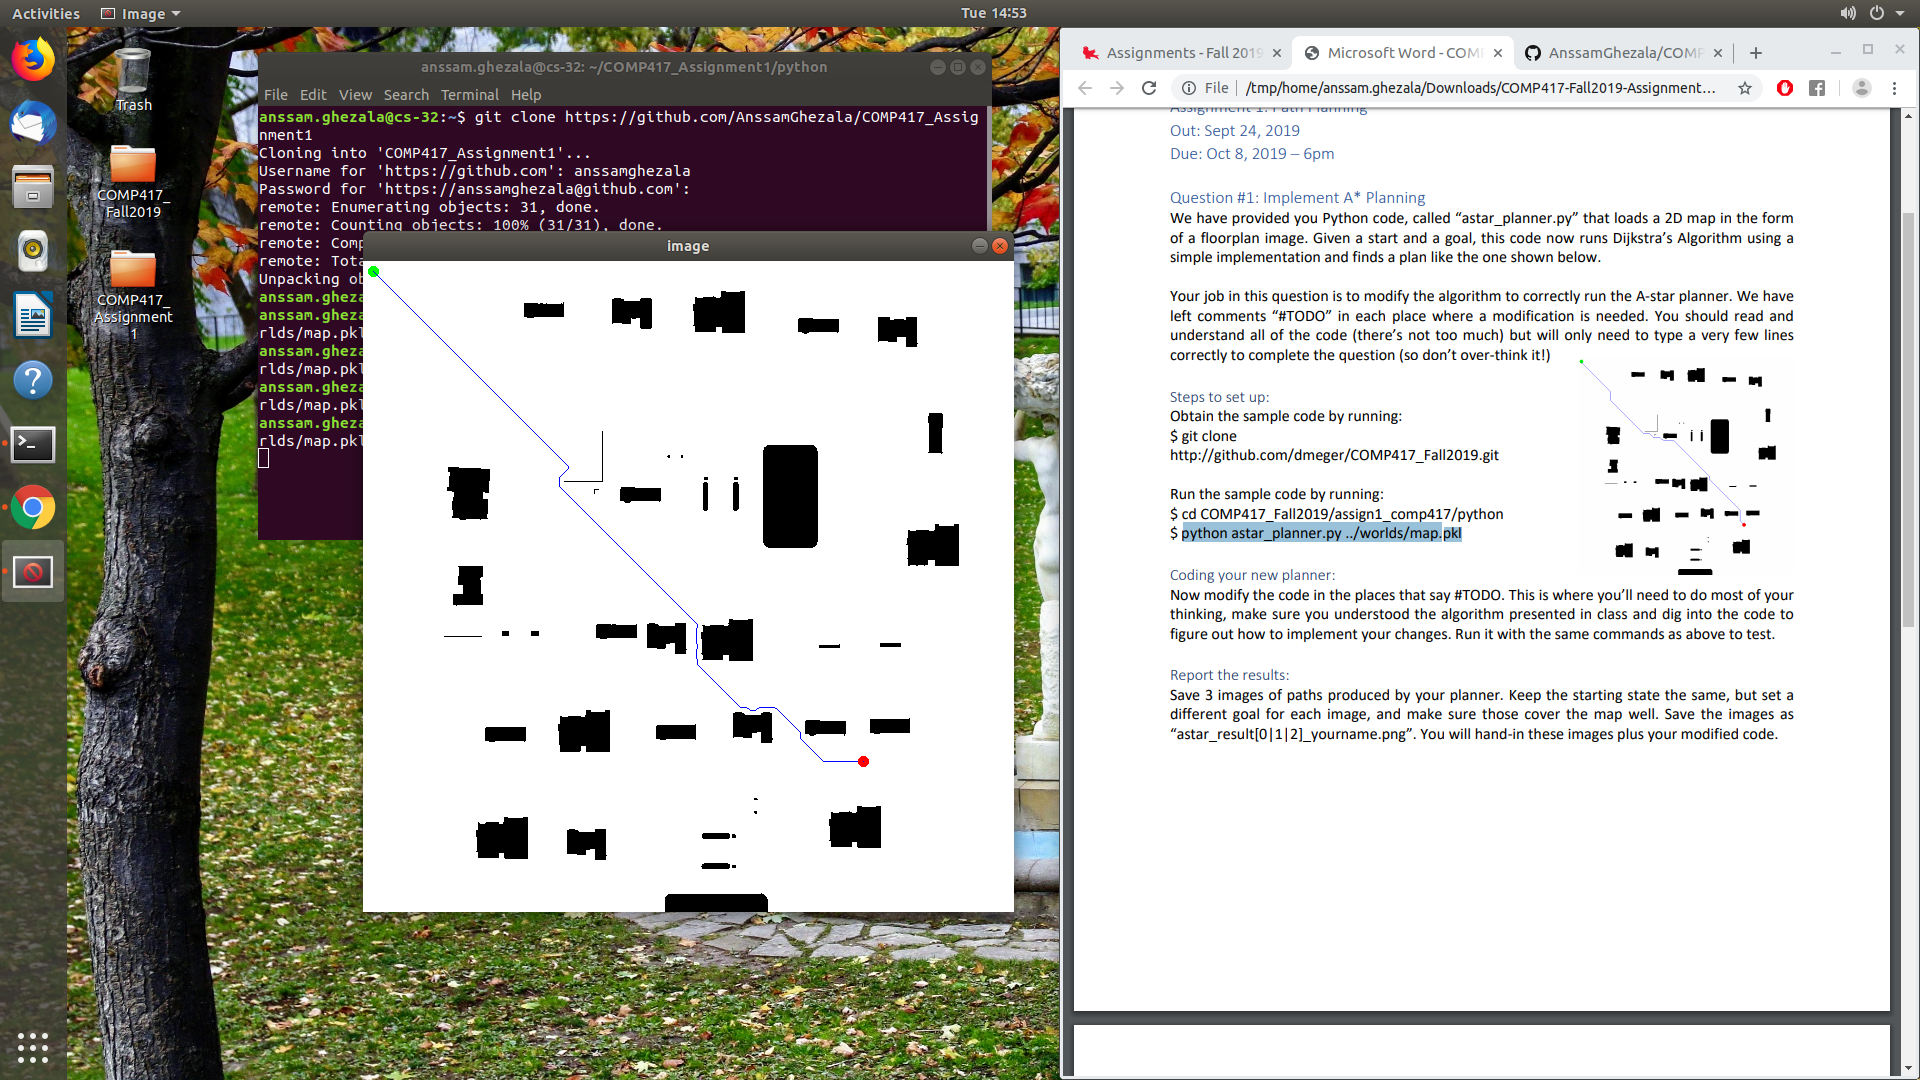 Activities
Image
Tue 14:53
Trash
COMP417_
Fall2019
COMP417_
Assignment
1
anssam.ghezala@cs-32: ~/COMP417_Assignment1/python
File Edit View Search Terminal Help
anssam.ghezala@cs-32:~$ git clone https://github.com/AnssamGhezala/COMP417_Assig
nment1
Cloning into 'COMP417_Assignment1'...
Username for 'https://github.com': anssamghezala
Password for 'https://anssamghezala@github.com':
remote: Enumerating objects: 31, done.
remote: Counting objects: 100% (31/31), done.
remote: Comp
remote: Tota
Unpacking ob
anssam.gheza
anssam.gheza
rlds/map.pkl
anssam.gheza
rlds/map.pkl
anssam.gheza
rlds/map.pkl
anssam.gheza
rlds/map.pkl
image
Assignments - Fall 2019
Microsoft Word - COM
AnssamGhezala/COMP
File
/tmp/home/anssam.ghezala/Downloads/COMP417-Fall2019-Assignment...
Assignment 1: Path Planning
Out: Sept 24, 2019
Due: Oct 8, 2019 – 6pm
Question #1: Implement A* Planning
We have provided you Python code, called “astar_planner.py” that loads a 2D map in the form
of a floorplan image. Given a start and a goal, this code now runs Dijkstra’s Algorithm using a
simple implementation and finds a plan like the one shown below.
Your job in this question is to modify the algorithm to correctly run the A-star planner. We have
left comments “#TODO” in each place where a modification is needed. You should read and
understand all of the code (there’s not too much) but will only need to type a very few lines
correctly to complete the question (so don’t over-think it!)
Steps to set up:
Obtain the sample code by running:
$ git clone
http://github.com/dmeger/COMP417_Fall2019.git
Run the sample code by running:
$ cd COMP417_Fall2019/assign1_comp417/python
$ python astar_planner.py ../worlds/map.pkl
Coding your new planner:
Now modify the code in the places that say #TODO. This is where you’ll need to do most of your
thinking, make sure you understood the algorithm presented in class and dig into the code to
figure out how to implement your changes. Run it with the same commands as above to test.
Report the results:
Save 3 images of paths produced by your planner. Keep the starting state the same, but set a
different goal for each image, and make sure those cover the map well. Save the images as
“astar_result[0|1|2]_yourname.png”. You will hand-in these images plus your modified code.